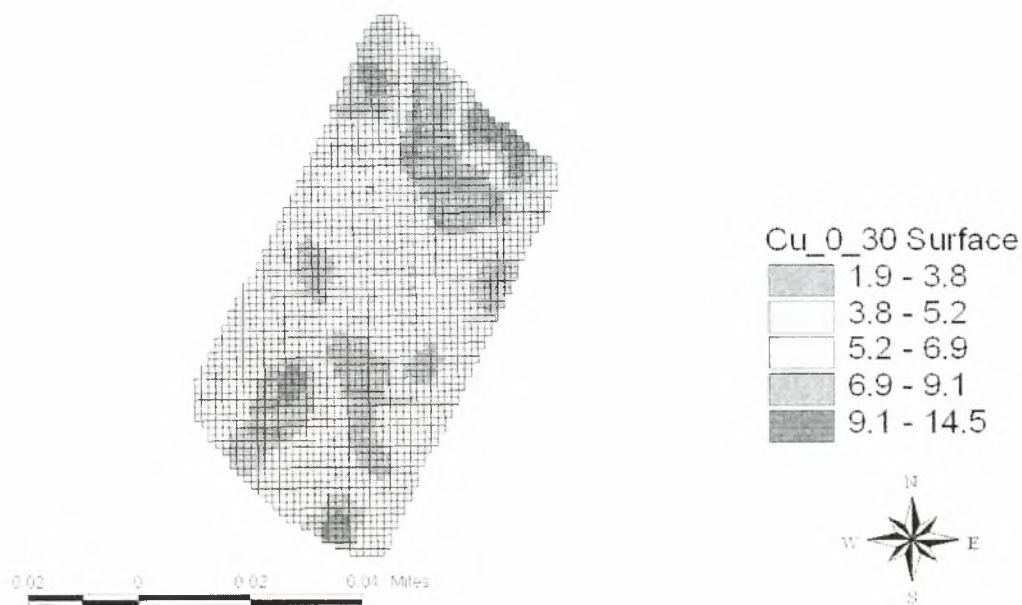 Cu_0_30 Surface
1.9 - 3.8
3.8 - 5.2
5.2 - 6.9
6.9 - 9.1
9.1 - 14.5
N
W E
S
0.02 0 0.02 0.04 Miles